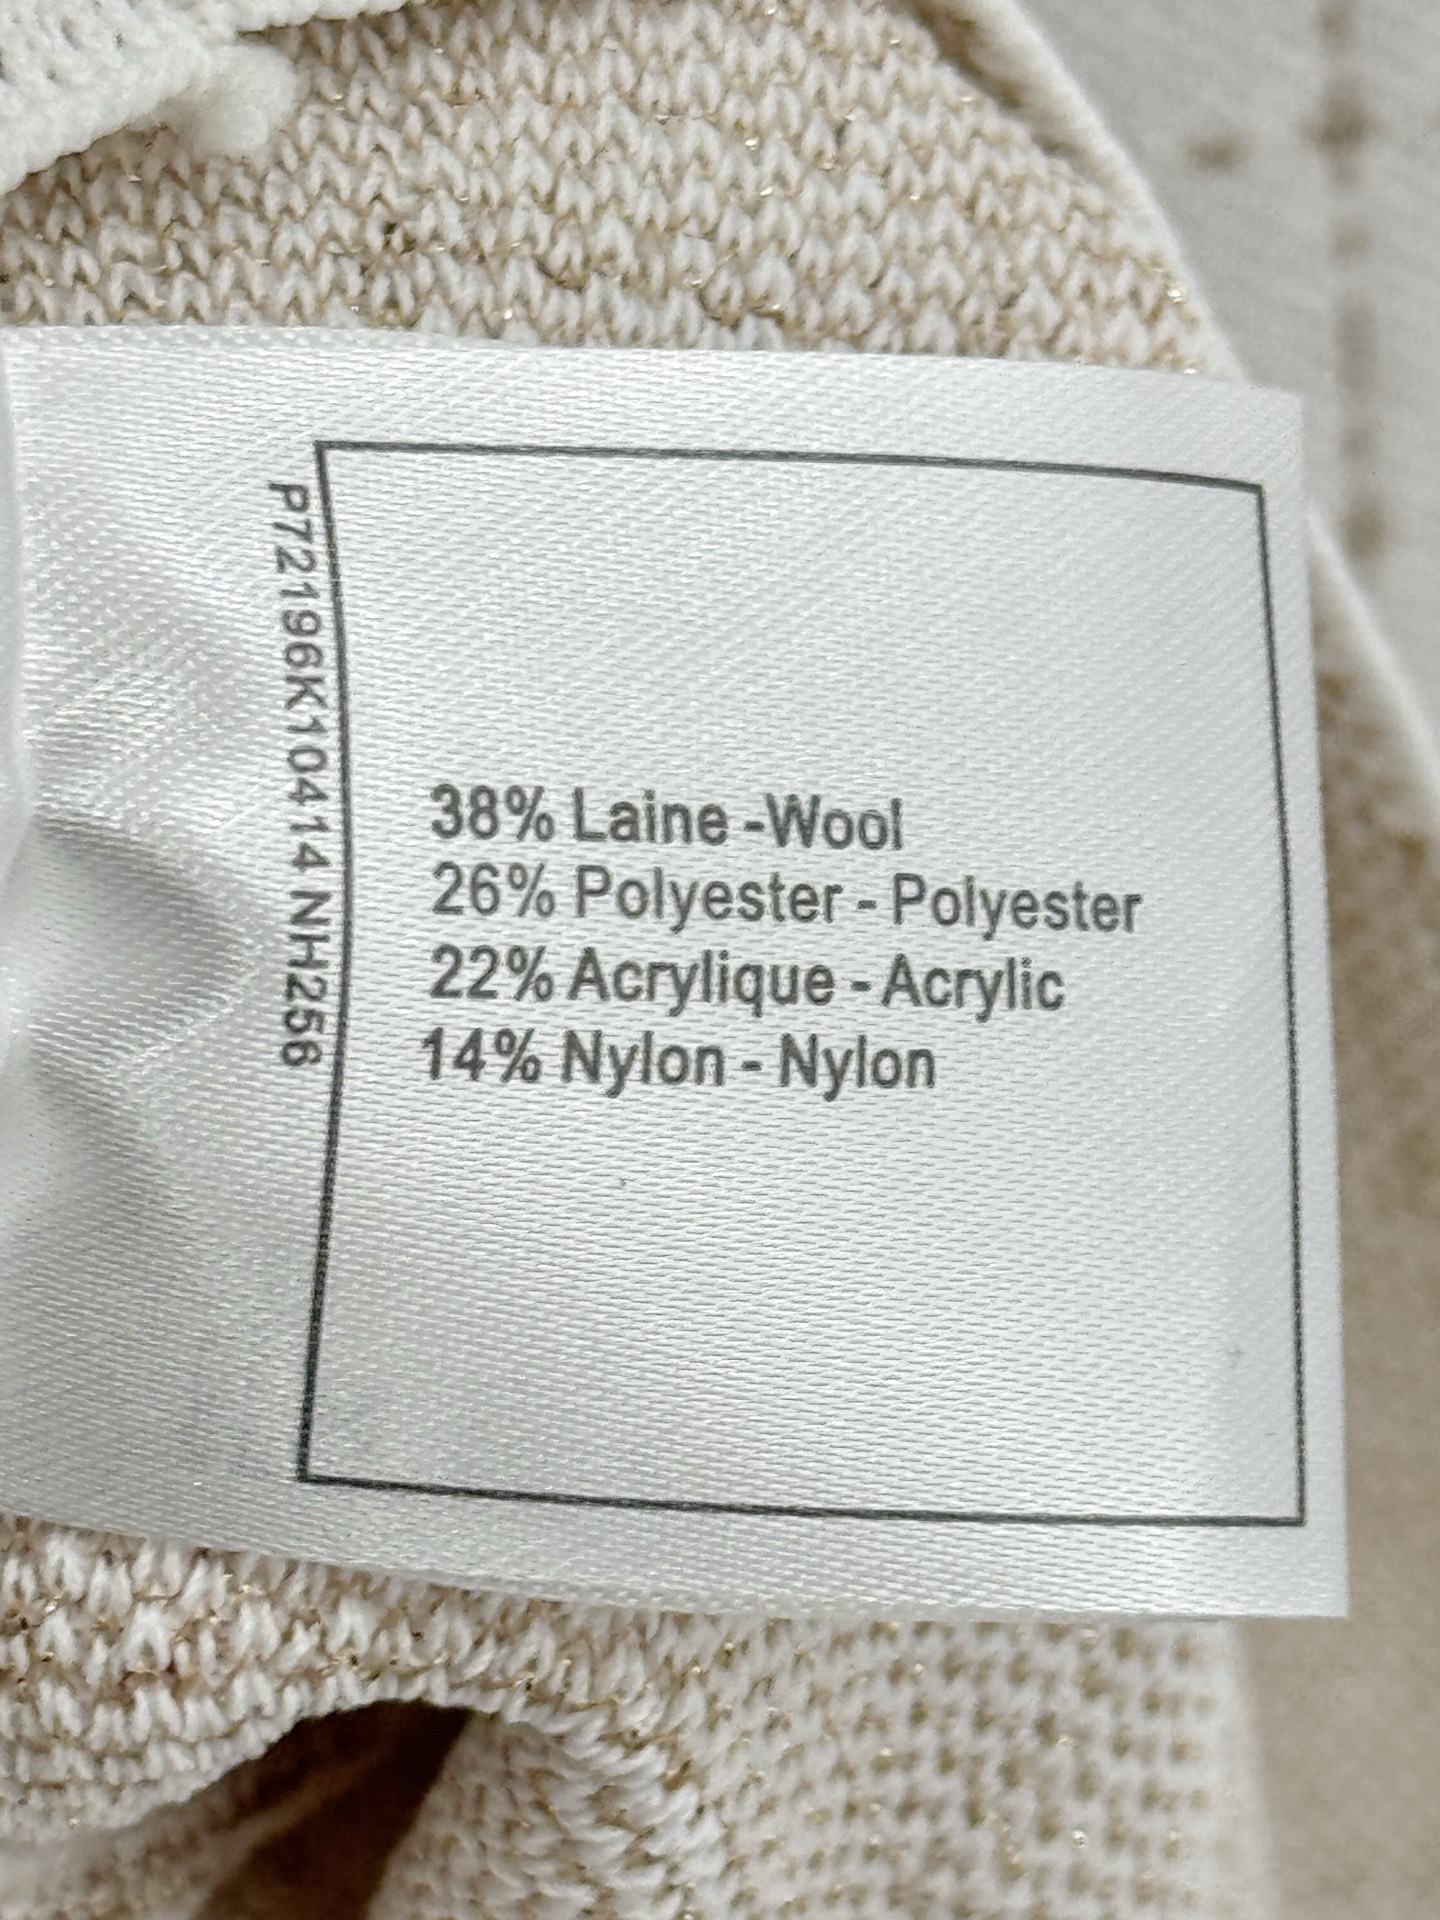 P72196K10414 NH256
38% Laine -Wool
26% Polyester - Polyester
22% Acrylique - Acrylic
14% Nylon - Nylon